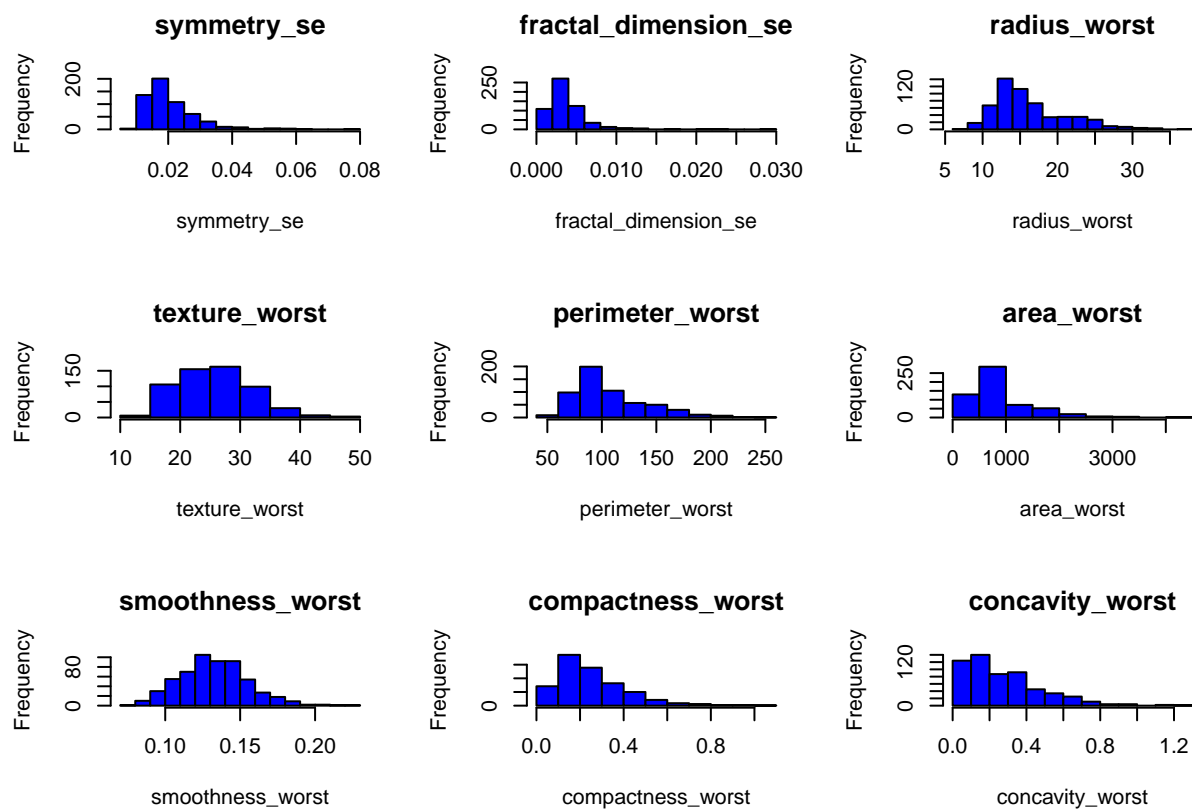 symmetry_se
Frequency
0 200
0.02 0.04 0.06 0.08
symmetry_se
fractal_dimension_se
Frequency
0 250
0.000 0.010 0.020 0.030
fractal_dimension_se
radius_worst
Frequency
0 120
5 10 20 30
radius_worst
texture_worst
Frequency
0 150
10 20 30 40 50
texture_worst
perimeter_worst
Frequency
0 200
50 100 150 200 250
perimeter_worst
area_worst
Frequency
0 250
0 1000 3000
area_worst
smoothness_worst
Frequency
0 80
0.10 0.15 0.20
smoothness_worst
compactness_worst
Frequency
0
0.0 0.4 0.8
compactness_worst
concavity_worst
Frequency
0 120
0.0 0.4 0.8 1.2
concavity_worst